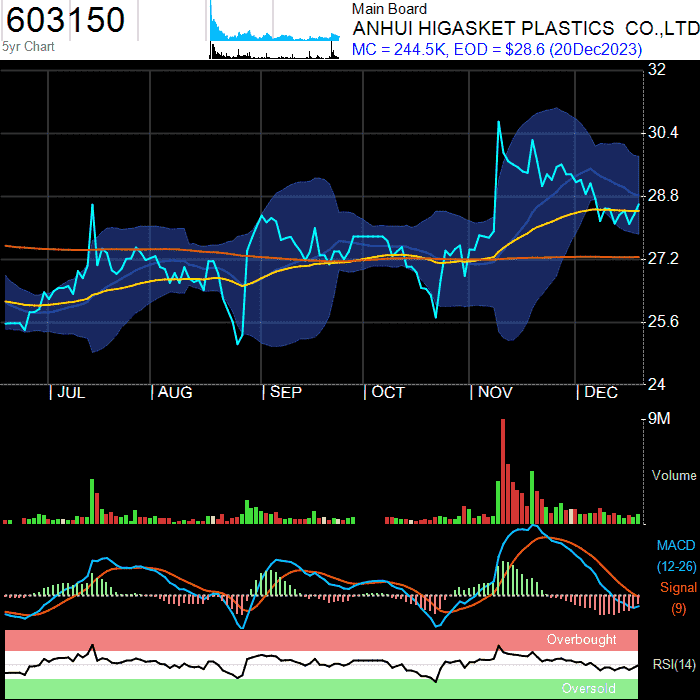 603150
5yr Chart
Main Board
ANHUI HIGASKET PLASTICS CO.,LTD
MC = 244.5K, EOD = $28.6 (20Dec2023)
32
30.4
28.8
27.2
25.6
24
JUL AUG SEP OCT NOV DEC
9M
Volume
MACD
(12-26)
Signal
(9)
Overbought
RSI(14)
Oversold